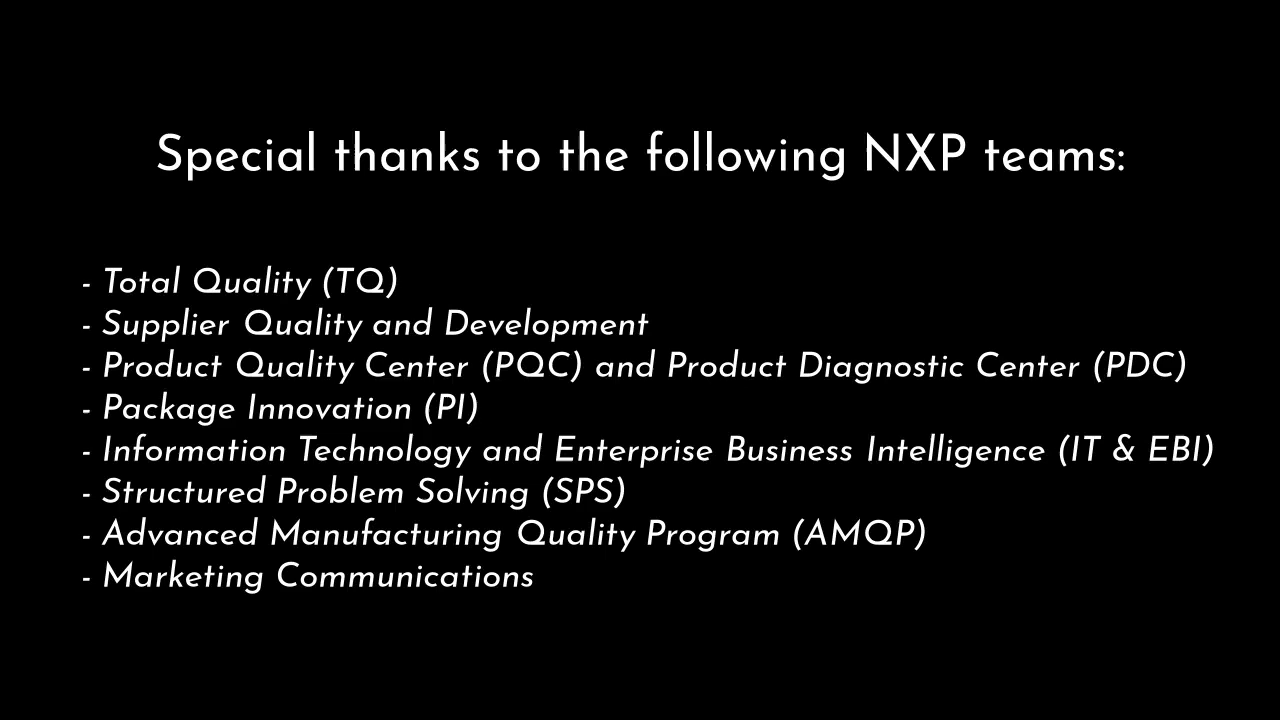 Special thanks to the following NXP teams:
- Total Quality (TQ)
- Supplier Quality and Development
- Product Quality Center (PQC) and Product Diagnostic Center (PDC)
- Package Innovation (PI)
- Information Technology and Enterprise Business Intelligence (IT & EBI)
- Structured Problem Solving (SPS)
- Advanced Manufacturing Quality Program (AMQP)
- Marketing Communications